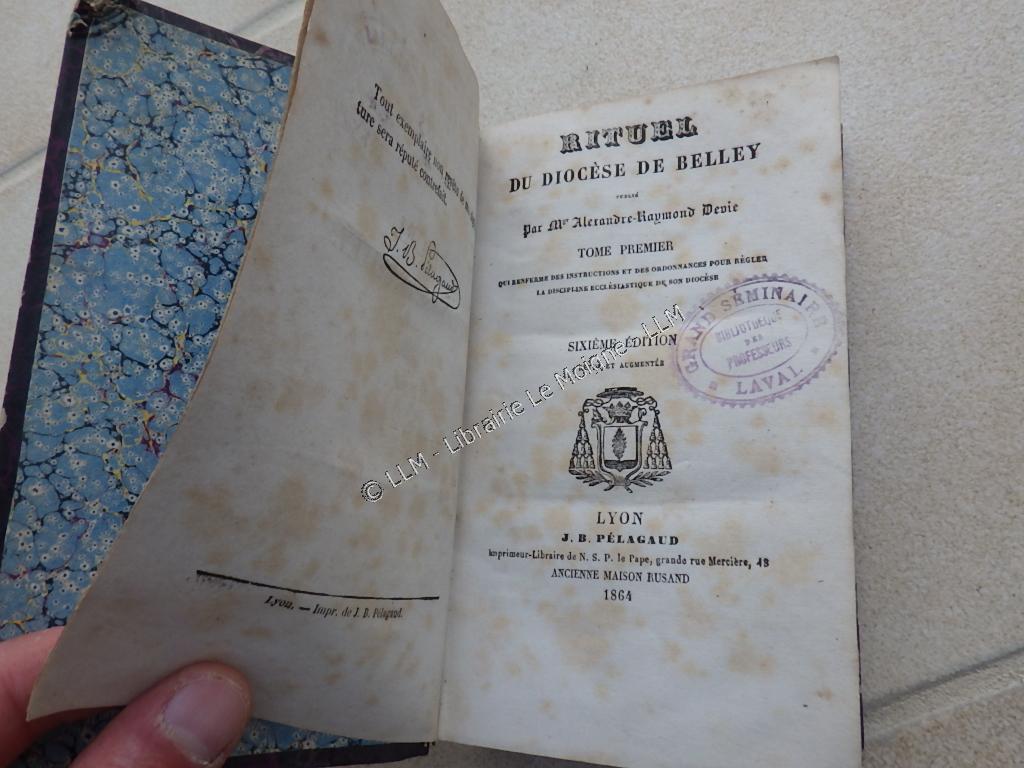 Tout exemplaire non revêtu de ma
ture sera réputé contrefait.
J. B. Pélagaud
Lyon. — Impr. de J. B. Pélagaud.
RITUEL
DU DIOCÈSE DE BELLEY
PUBLIÉ
Par Mgr Alexandre-Raymond Devie
TOME PREMIER
QUI RENFERME DES INSTRUCTIONS ET DES ORDONNANCES POUR RÉGLER
LA DISCIPLINE ECCLÉSIASTIQUE DE SON DIOCÈSE
SIXIÈME ÉDITION
ET AUGMENTÉE
GRAND SÉMINAIRE
BIBLIOTHÈQUE
DES
PROFESSEURS
LAVAL
LYON
J. B. PÉLAGAUD
Imprimeur-Libraire de N. S. P. le Pape, grande rue Mercière, 48
ANCIENNE MAISON RUSAND
1864
© LLM - Librairie Le Moigne - LLM